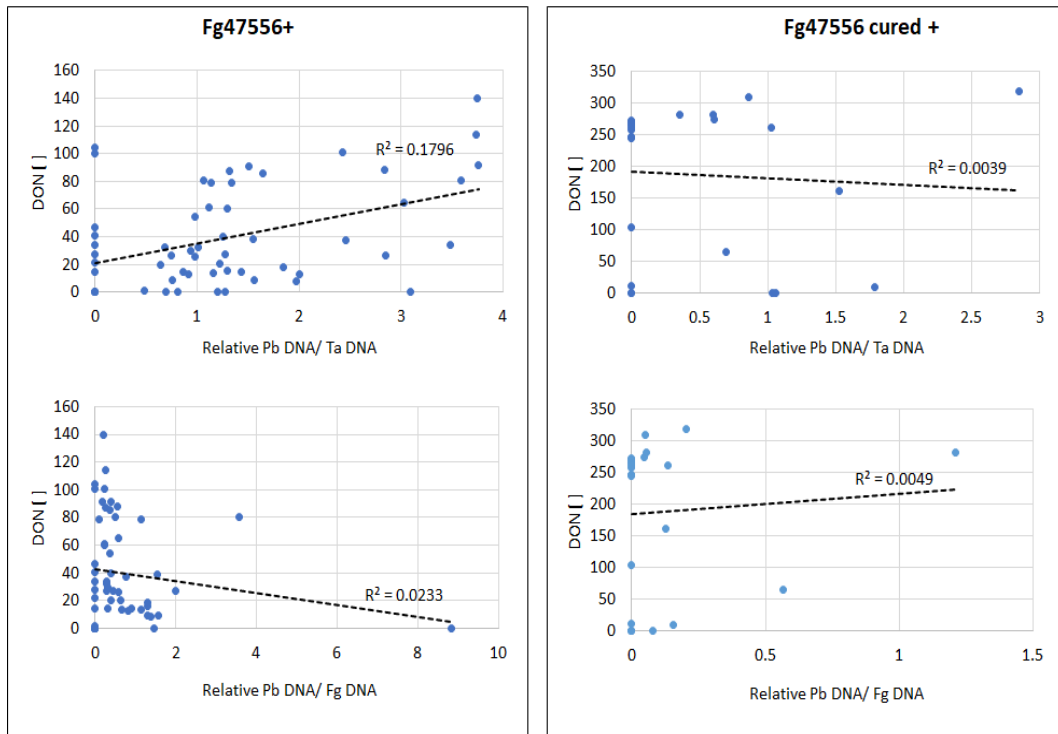 Fg47556+
160
140
120
100
80
60
40
20
0
DON [ ]
R² = 0.1796
0 1 2 3 4
Relative Pb DNA/ Ta DNA
160
140
120
100
80
60
40
20
0
DON [ ]
R² = 0.0233
0 2 4 6 8 10
Relative Pb DNA/ Fg DNA
Fg47556 cured +
350
300
250
200
150
100
50
0
DON [ ]
R² = 0.0039
0 0.5 1 1.5 2 2.5 3
Relative Pb DNA/ Ta DNA
350
300
250
200
150
100
50
0
DON [ ]
R² = 0.0049
0 0.5 1 1.5
Relative Pb DNA/ Fg DNA